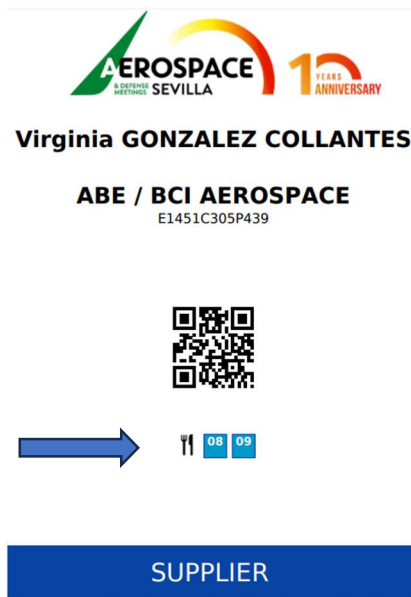 AEROSPACE
& DEFENSE
MEETINGS SEVILLA
10 YEARS
ANNIVERSARY
Virginia GONZALEZ COLLANTES
ABE / BCI AEROSPACE
E1451C305P439
08 09
SUPPLIER